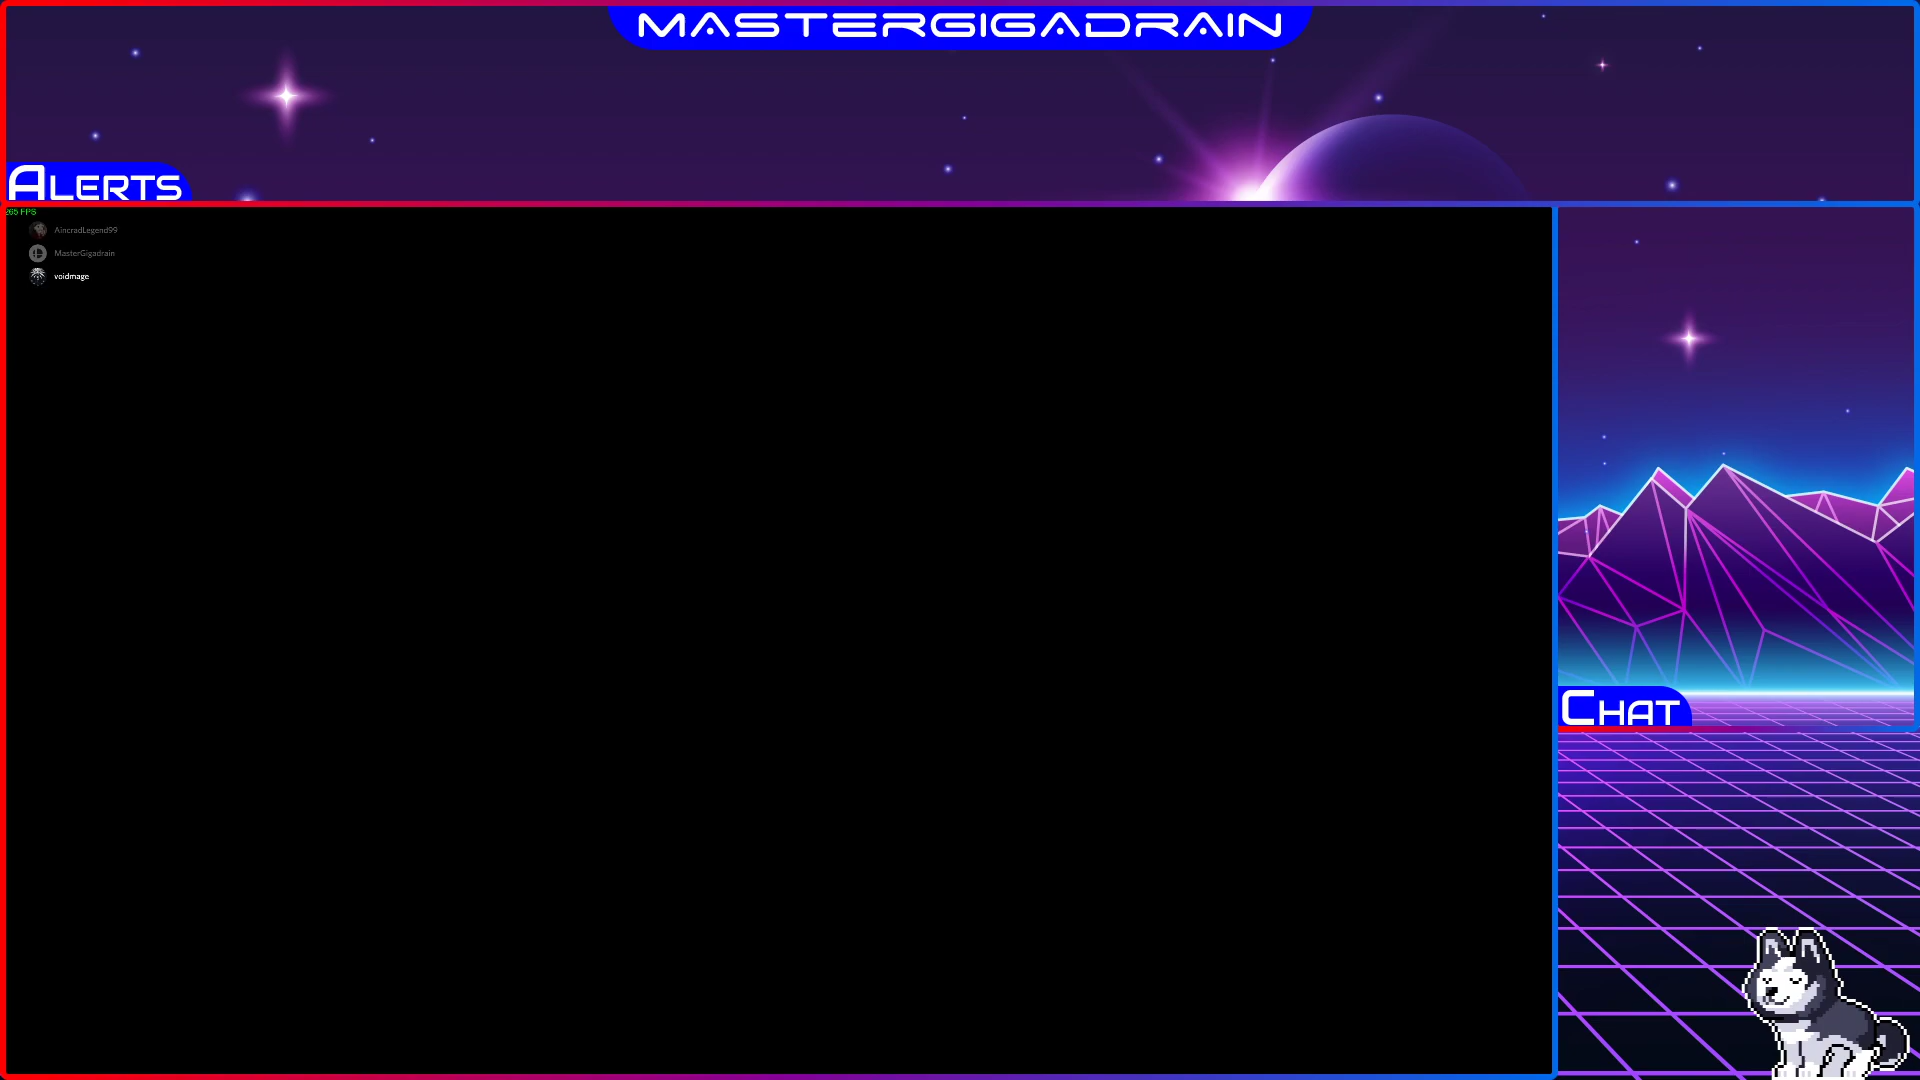 MASTERGIGADRAIN
ALERTS
265 FPS
AincradLegend99
MasterGigadrain
voidmage
CHAT